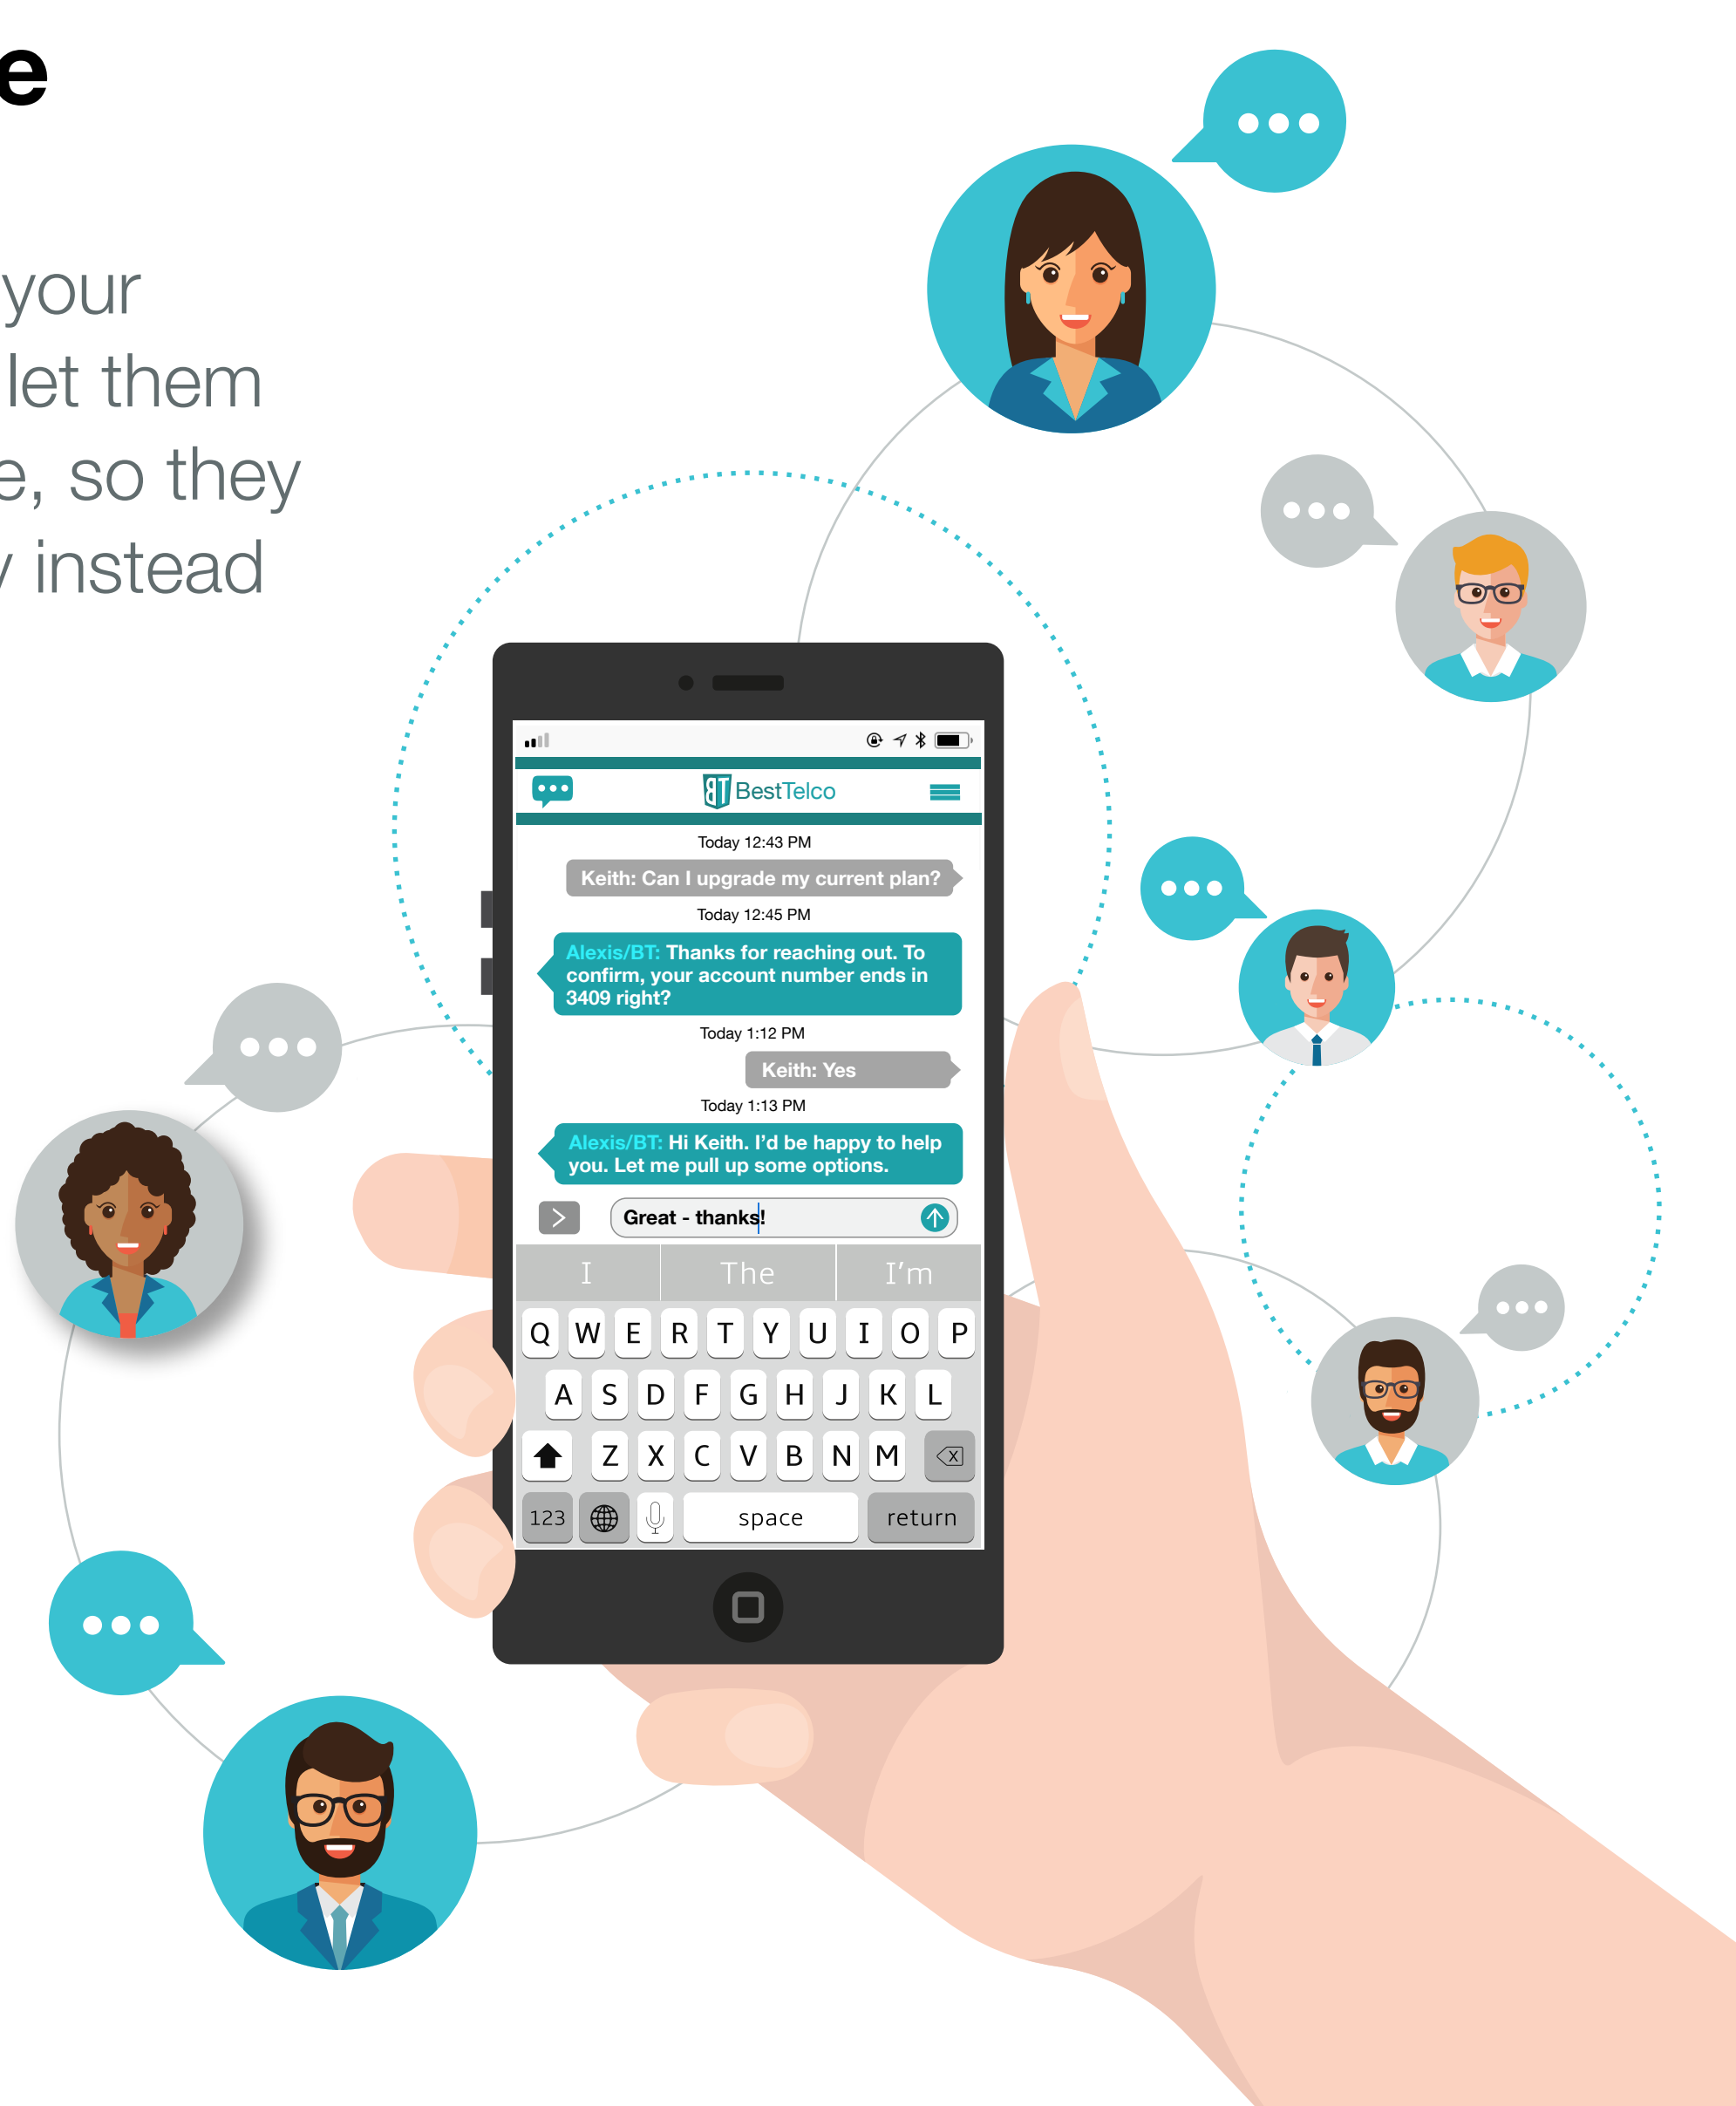 e
your
let them
e, so they
y instead
BT BestTelco
Today 12:43 PM
Keith: Can I upgrade my current plan?
Today 12:45 PM
Alexis/BT: Thanks for reaching out. To
confirm, your account number ends in
3409 right?
Today 1:12 PM
Keith: Yes
Today 1:13 PM
Alexis/BT: Hi Keith. I’d be happy to help
you. Let me pull up some options.
Great - thanks!
I The I’m
Q W E R T Y U I O P
A S D F G H J K L
Z X C V B N M X
123 space return